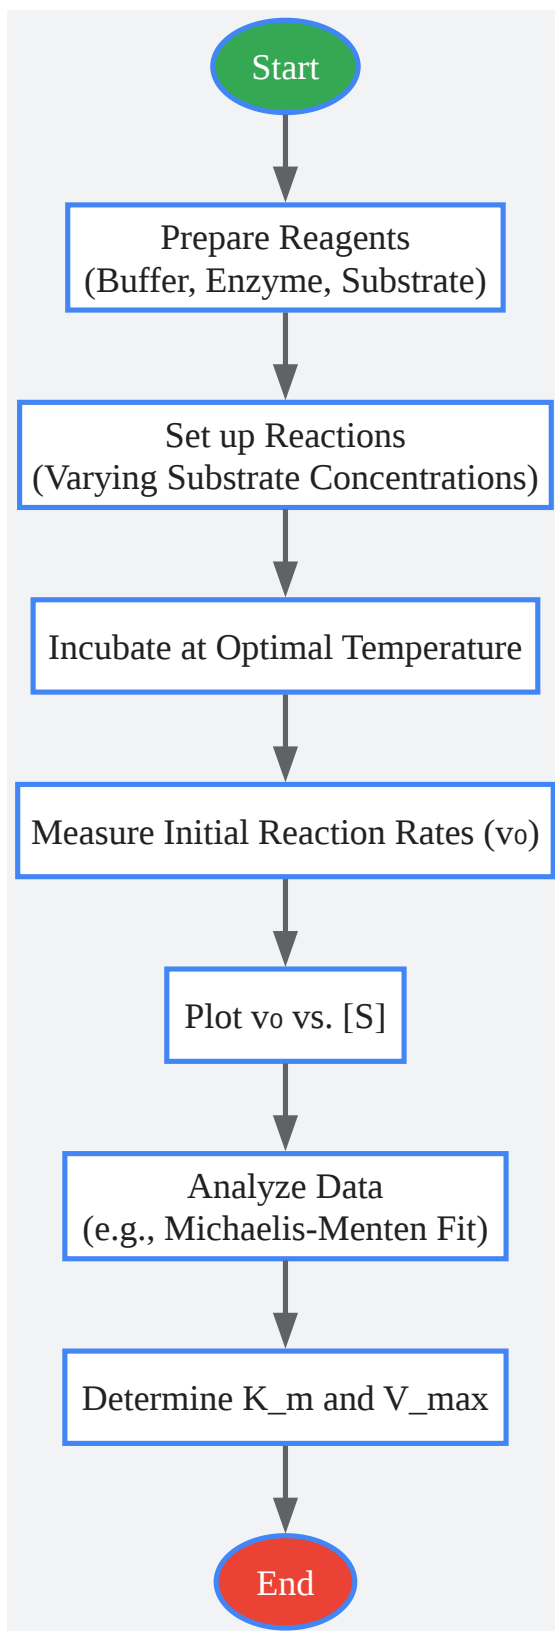 Start
Prepare Reagents
(Buffer, Enzyme, Substrate)
Set up Reactions
(Varying Substrate Concentrations)
Incubate at Optimal Temperature
Measure Initial Reaction Rates (v₀)
Plot v₀ vs. [S]
Analyze Data
(e.g., Michaelis-Menten Fit)
Determine K_m and V_max
End